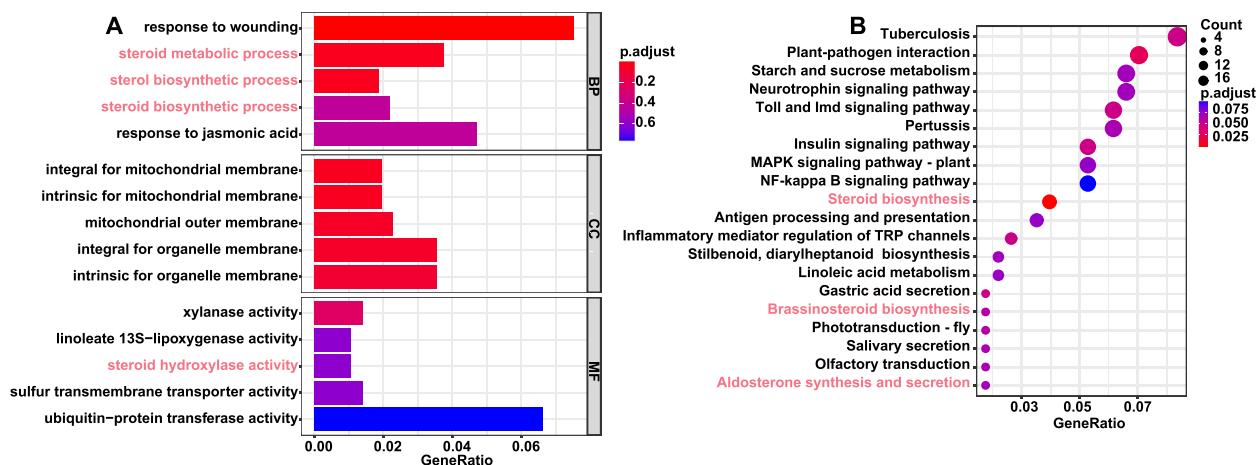 A
response to wounding
steroid metabolic process
sterol biosynthetic process
steroid biosynthetic process
response to jasmonic acid
BP
integral for mitochondrial membrane
intrinsic for mitochondrial membrane
mitochondrial outer membrane
integral for organelle membrane
intrinsic for organelle membrane
CC
xylanase activity
linoleate 13S−lipoxygenase activity
steroid hydroxylase activity
sulfur transmembrane transporter activity
ubiquitin−protein transferase activity
MF
0.00 0.02 0.04 0.06
GeneRatio
p.adjust
0.2
0.4
0.6
B
Tuberculosis
Plant-pathogen interaction
Starch and sucrose metabolism
Neurotrophin signaling pathway
Toll and Imd signaling pathway
Pertussis
Insulin signaling pathway
MAPK signaling pathway - plant
NF-kappa B signaling pathway
Steroid biosynthesis
Antigen processing and presentation
Inflammatory mediator regulation of TRP channels
Stilbenoid, diarylheptanoid biosynthesis
Linoleic acid metabolism
Gastric acid secretion
Brassinosteroid biosynthesis
Phototransduction - fly
Salivary secretion
Olfactory transduction
Aldosterone synthesis and secretion
0.03 0.05 0.07
GeneRatio
Count
4
8
12
16
p.adjust
0.075
0.050
0.025